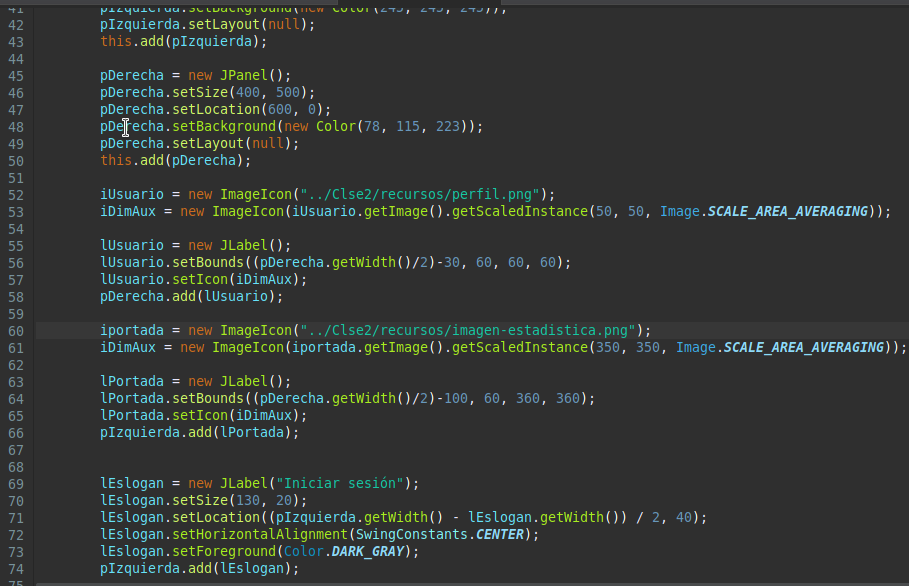 41 pIzquierda.setBackground(new Color(245, 245, 245));
42 pIzquierda.setLayout(null);
43 this.add(pIzquierda);
44
45 pDerecha = new JPanel();
46 pDerecha.setSize(400, 500);
47 pDerecha.setLocation(600, 0);
48 pDerecha.setBackground(new Color(78, 115, 223));
49 pDerecha.setLayout(null);
50 this.add(pDerecha);
51
52 iUsuario = new ImageIcon("../Clse2/recursos/perfil.png");
53 iDimAux = new ImageIcon(iUsuario.getImage().getScaledInstance(50, 50, Image.SCALE_AREA_AVERAGING));
54
55 lUsuario = new JLabel();
56 lUsuario.setBounds((pDerecha.getWidth()/2)-30, 60, 60, 60);
57 lUsuario.setIcon(iDimAux);
58 pDerecha.add(lUsuario);
59
60 iportada = new ImageIcon("../Clse2/recursos/imagen-estadistica.png");
61 iDimAux = new ImageIcon(iportada.getImage().getScaledInstance(350, 350, Image.SCALE_AREA_AVERAGING));
62
63 lPortada = new JLabel();
64 lPortada.setBounds((pDerecha.getWidth()/2)-100, 60, 360, 360);
65 lPortada.setIcon(iDimAux);
66 pIzquierda.add(lPortada);
67
68
69 lEslogan = new JLabel("Iniciar sesión");
70 lEslogan.setSize(130, 20);
71 lEslogan.setLocation((pIzquierda.getWidth() - lEslogan.getWidth()) / 2, 40);
72 lEslogan.setHorizontalAlignment(SwingConstants.CENTER);
73 lEslogan.setForeground(Color.DARK_GRAY);
74 pIzquierda.add(lEslogan);
75